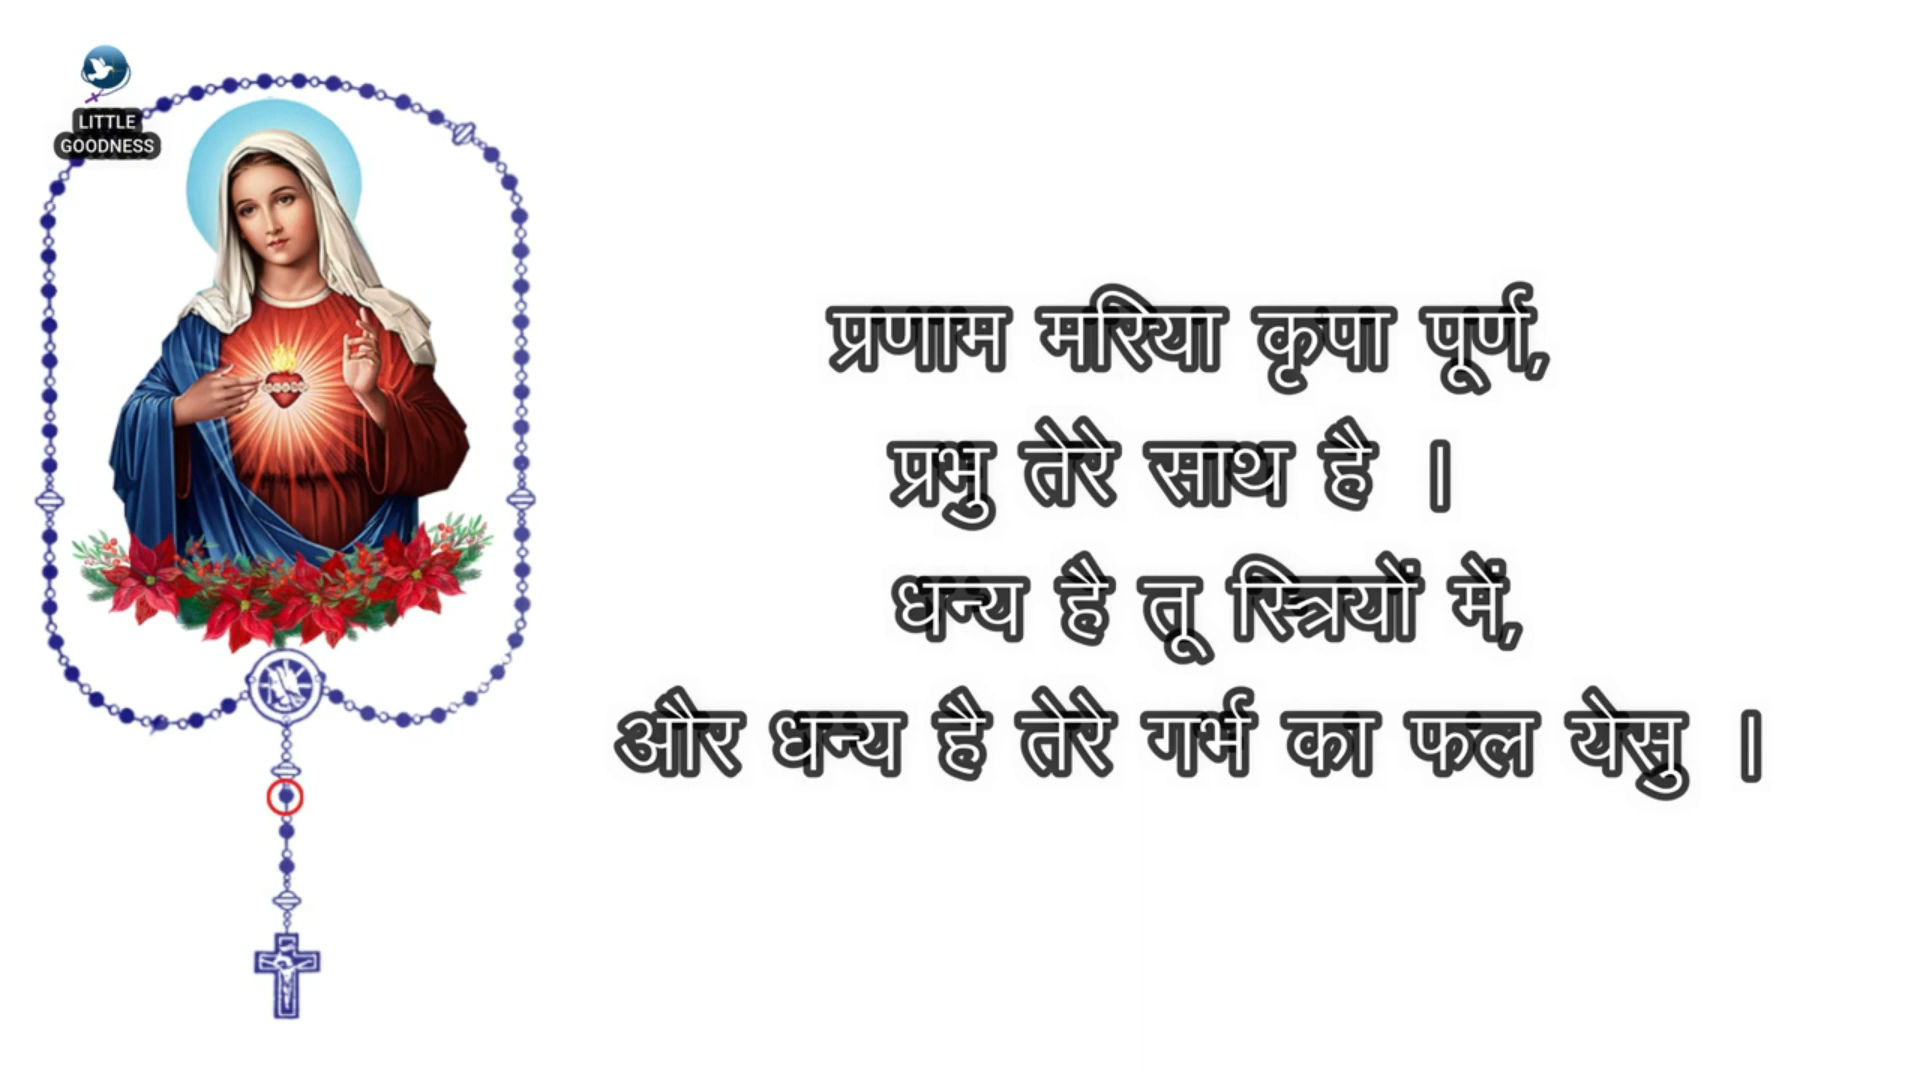 LITTLE
GOODNESS
प्रणाम मरिया कृपा पूर्ण,
प्रभु तेरे साथ है ।
धन्य है तू स्त्रियों में,
और धन्य है तेरे गर्भ का फल येसु ।